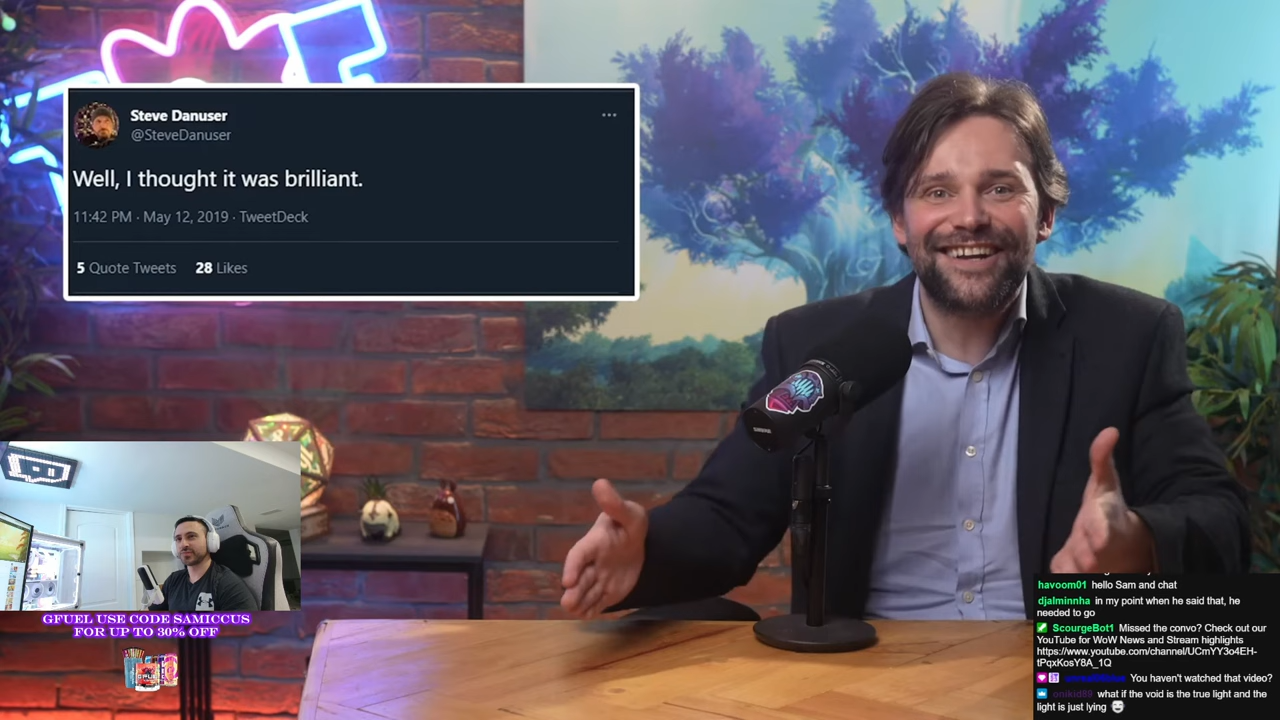 Steve Danuser
@SteveDanuser
Well, I thought it was brilliant.
11:42 PM · May 12, 2019 · TweetDeck
5 Quote Tweets 28 Likes
SHURE
GFUEL USE CODE SAMICCUS
FOR UP TO 30% OFF
havoom01 hello Sam and chat
djalminnha in my point when he said that, he
needed to go
ScourgeBot1 Missed the convo? Check out our
YouTube for WoW News and Stream highlights
https://www.youtube.com/channel/UCmYY3o4EH-
tPqxKosY8A_1Q
You haven't watched that video?
onikid89 what if the void is the true light and the
light is just lying